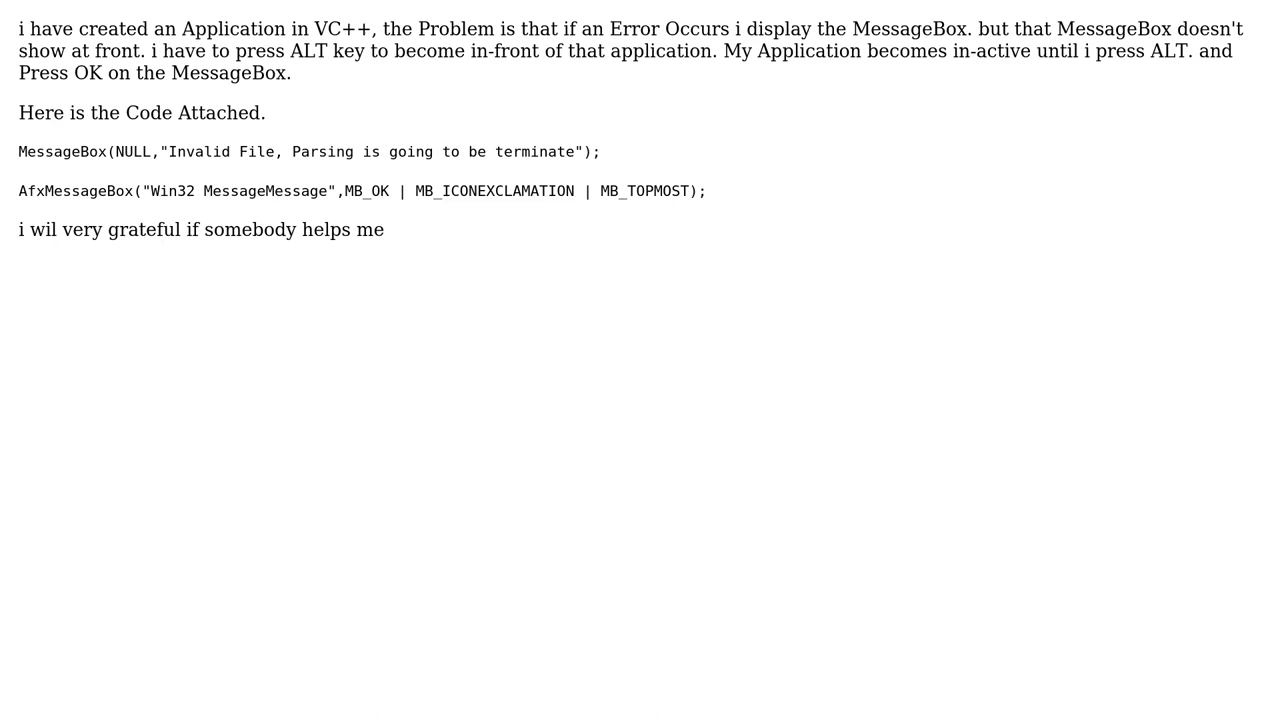 i have created an Application in VC++, the Problem is that if an Error Occurs i display the MessageBox. but that MessageBox doesn't
show at front. i have to press ALT key to become in-front of that application. My Application becomes in-active until i press ALT. and
Press OK on the MessageBox.
Here is the Code Attached.
MessageBox(NULL,"Invalid File, Parsing is going to be terminate");
AfxMessageBox("Win32 MessageMessage",MB_OK | MB_ICONEXCLAMATION | MB_TOPMOST);
i wil very grateful if somebody helps me